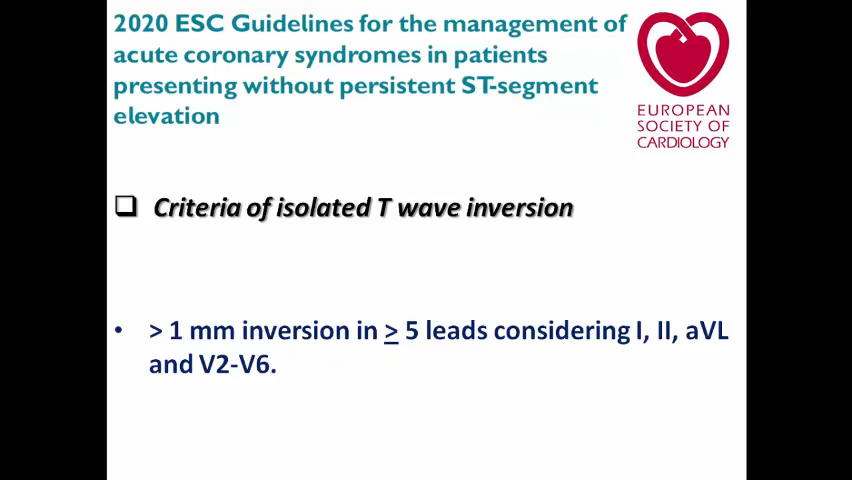 2020 ESC Guidelines for the management of
acute coronary syndromes in patients
presenting without persistent ST-segment
elevation
EUROPEAN
SOCIETY OF
CARDIOLOGY
❑ Criteria of isolated T wave inversion
• > 1 mm inversion in ≥ 5 leads considering I, II, aVL
and V2-V6.